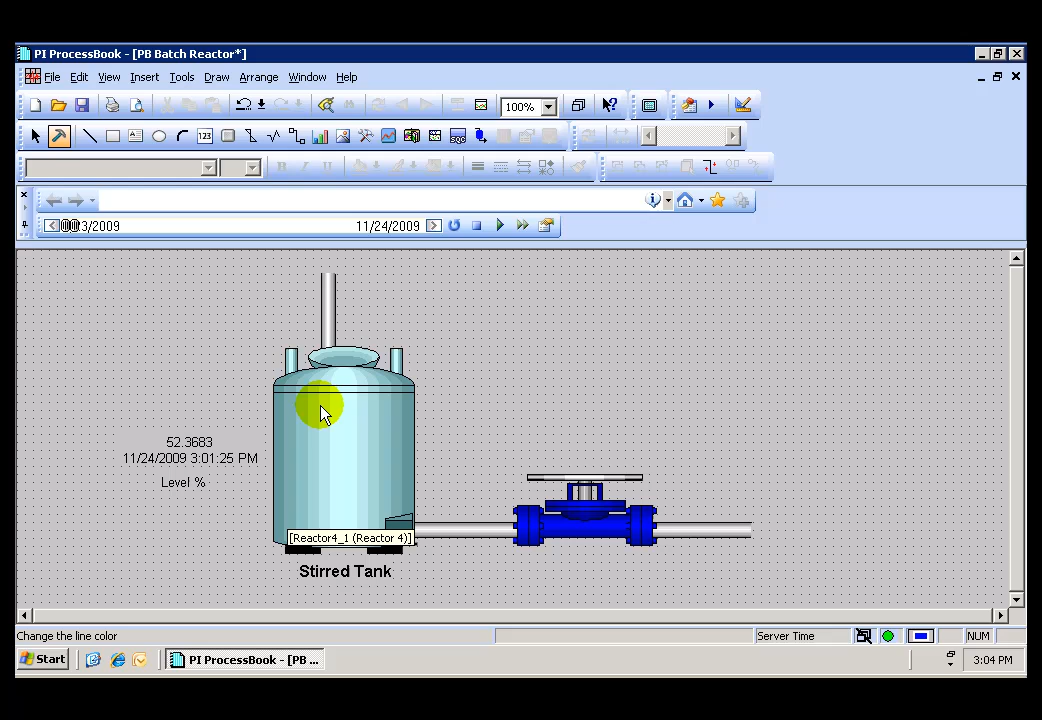 PI ProcessBook - [PB Batch Reactor*]
File Edit View Insert Tools Draw Arrange Window Help
100%
123
B I U
3/2009 11/24/2009
52.3683
11/24/2009 3:01:25 PM
Level %
[Reactor4_1 (Reactor 4)]
Stirred Tank
Change the line color Server Time NUM
Start PI ProcessBook - [PB ... 3:04 PM